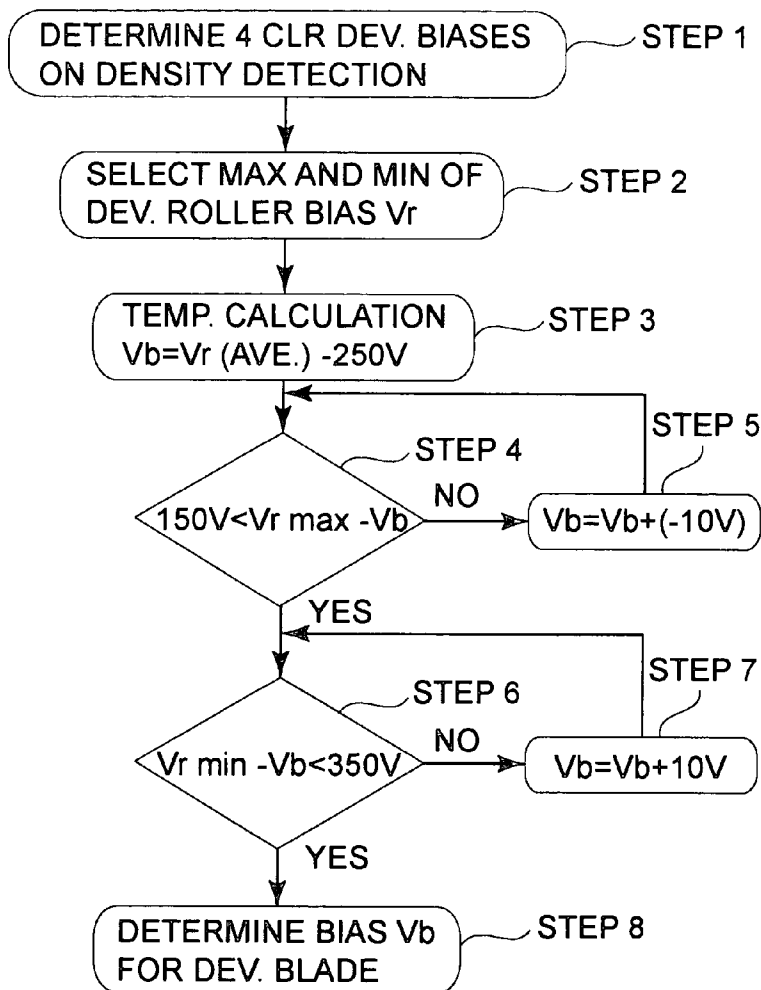 DETERMINE 4 CLR DEV. BIASES
ON DENSITY DETECTION
STEP 1
SELECT MAX AND MIN OF
DEV. ROLLER BIAS Vr
STEP 2
TEMP. CALCULATION
Vb=Vr (AVE.) -250V
STEP 3
STEP 4
150V<Vr max -Vb
NO
STEP 5
Vb=Vb+(-10V)
YES
STEP 6
Vr min -Vb<350V
NO
STEP 7
Vb=Vb+10V
YES
DETERMINE BIAS Vb
FOR DEV. BLADE
STEP 8